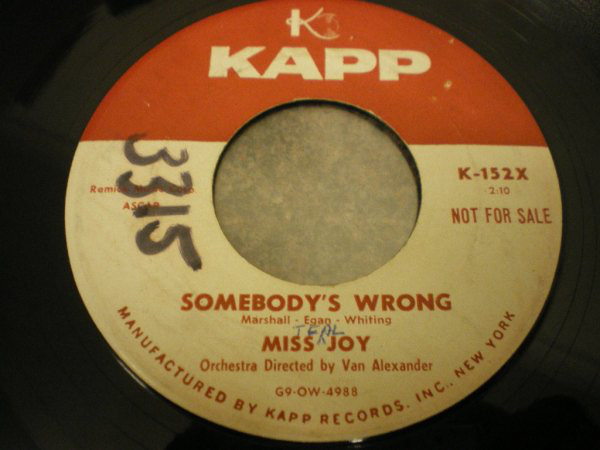 K
KAPP
K-152X
2:10
NOT FOR SALE
3315
Remick Music Corp.
ASCAP
SOMEBODY'S WRONG
Marshall - Egan - Whiting
TEAL
MISS JOY
Orchestra Directed by Van Alexander
G9-OW-4988
MANUFACTURED BY KAPP RECORDS, INC., NEW YORK